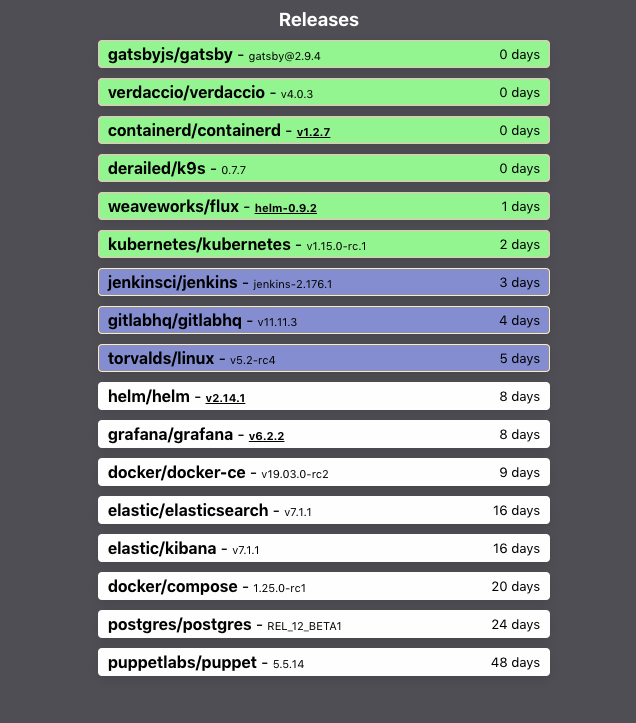 Releases
gatsbyjs/gatsby - gatsby@2.9.4 0 days
verdaccio/verdaccio - v4.0.3 0 days
containerd/containerd - v1.2.7 0 days
derailed/k9s - 0.7.7 0 days
weaveworks/flux - helm-0.9.2 1 days
kubernetes/kubernetes - v1.15.0-rc.1 2 days
jenkinsci/jenkins - jenkins-2.176.1 3 days
gitlabhq/gitlabhq - v11.11.3 4 days
torvalds/linux - v5.2-rc4 5 days
helm/helm - v2.14.1 8 days
grafana/grafana - v6.2.2 8 days
docker/docker-ce - v19.03.0-rc2 9 days
elastic/elasticsearch - v7.1.1 16 days
elastic/kibana - v7.1.1 16 days
docker/compose - 1.25.0-rc1 20 days
postgres/postgres - REL_12_BETA1 24 days
puppetlabs/puppet - 5.5.14 48 days